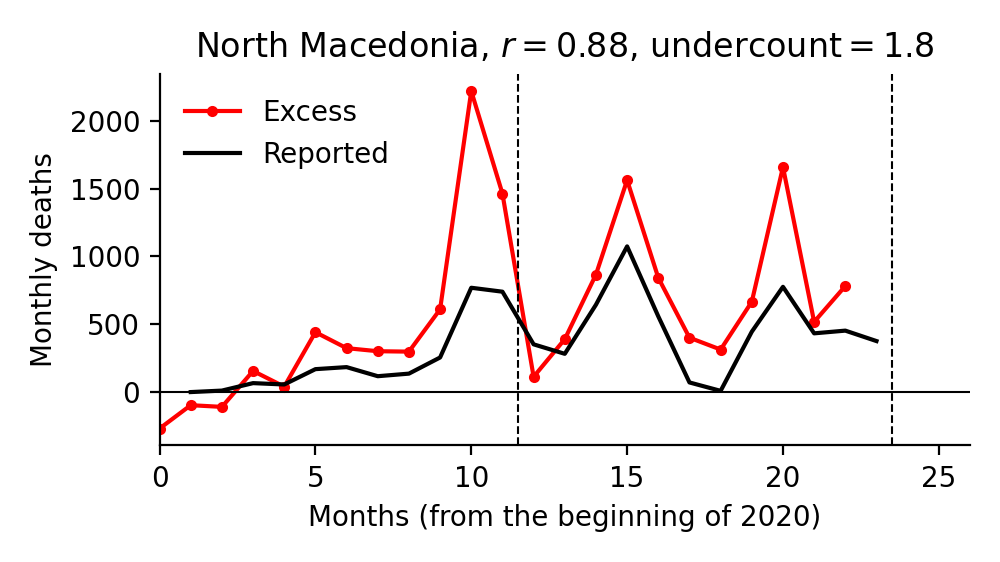 North Macedonia, r = 0.88, undercount = 1.8
Excess
Reported
Monthly deaths
2000
1500
1000
500
0
0 5 10 15 20 25
Months (from the beginning of 2020)